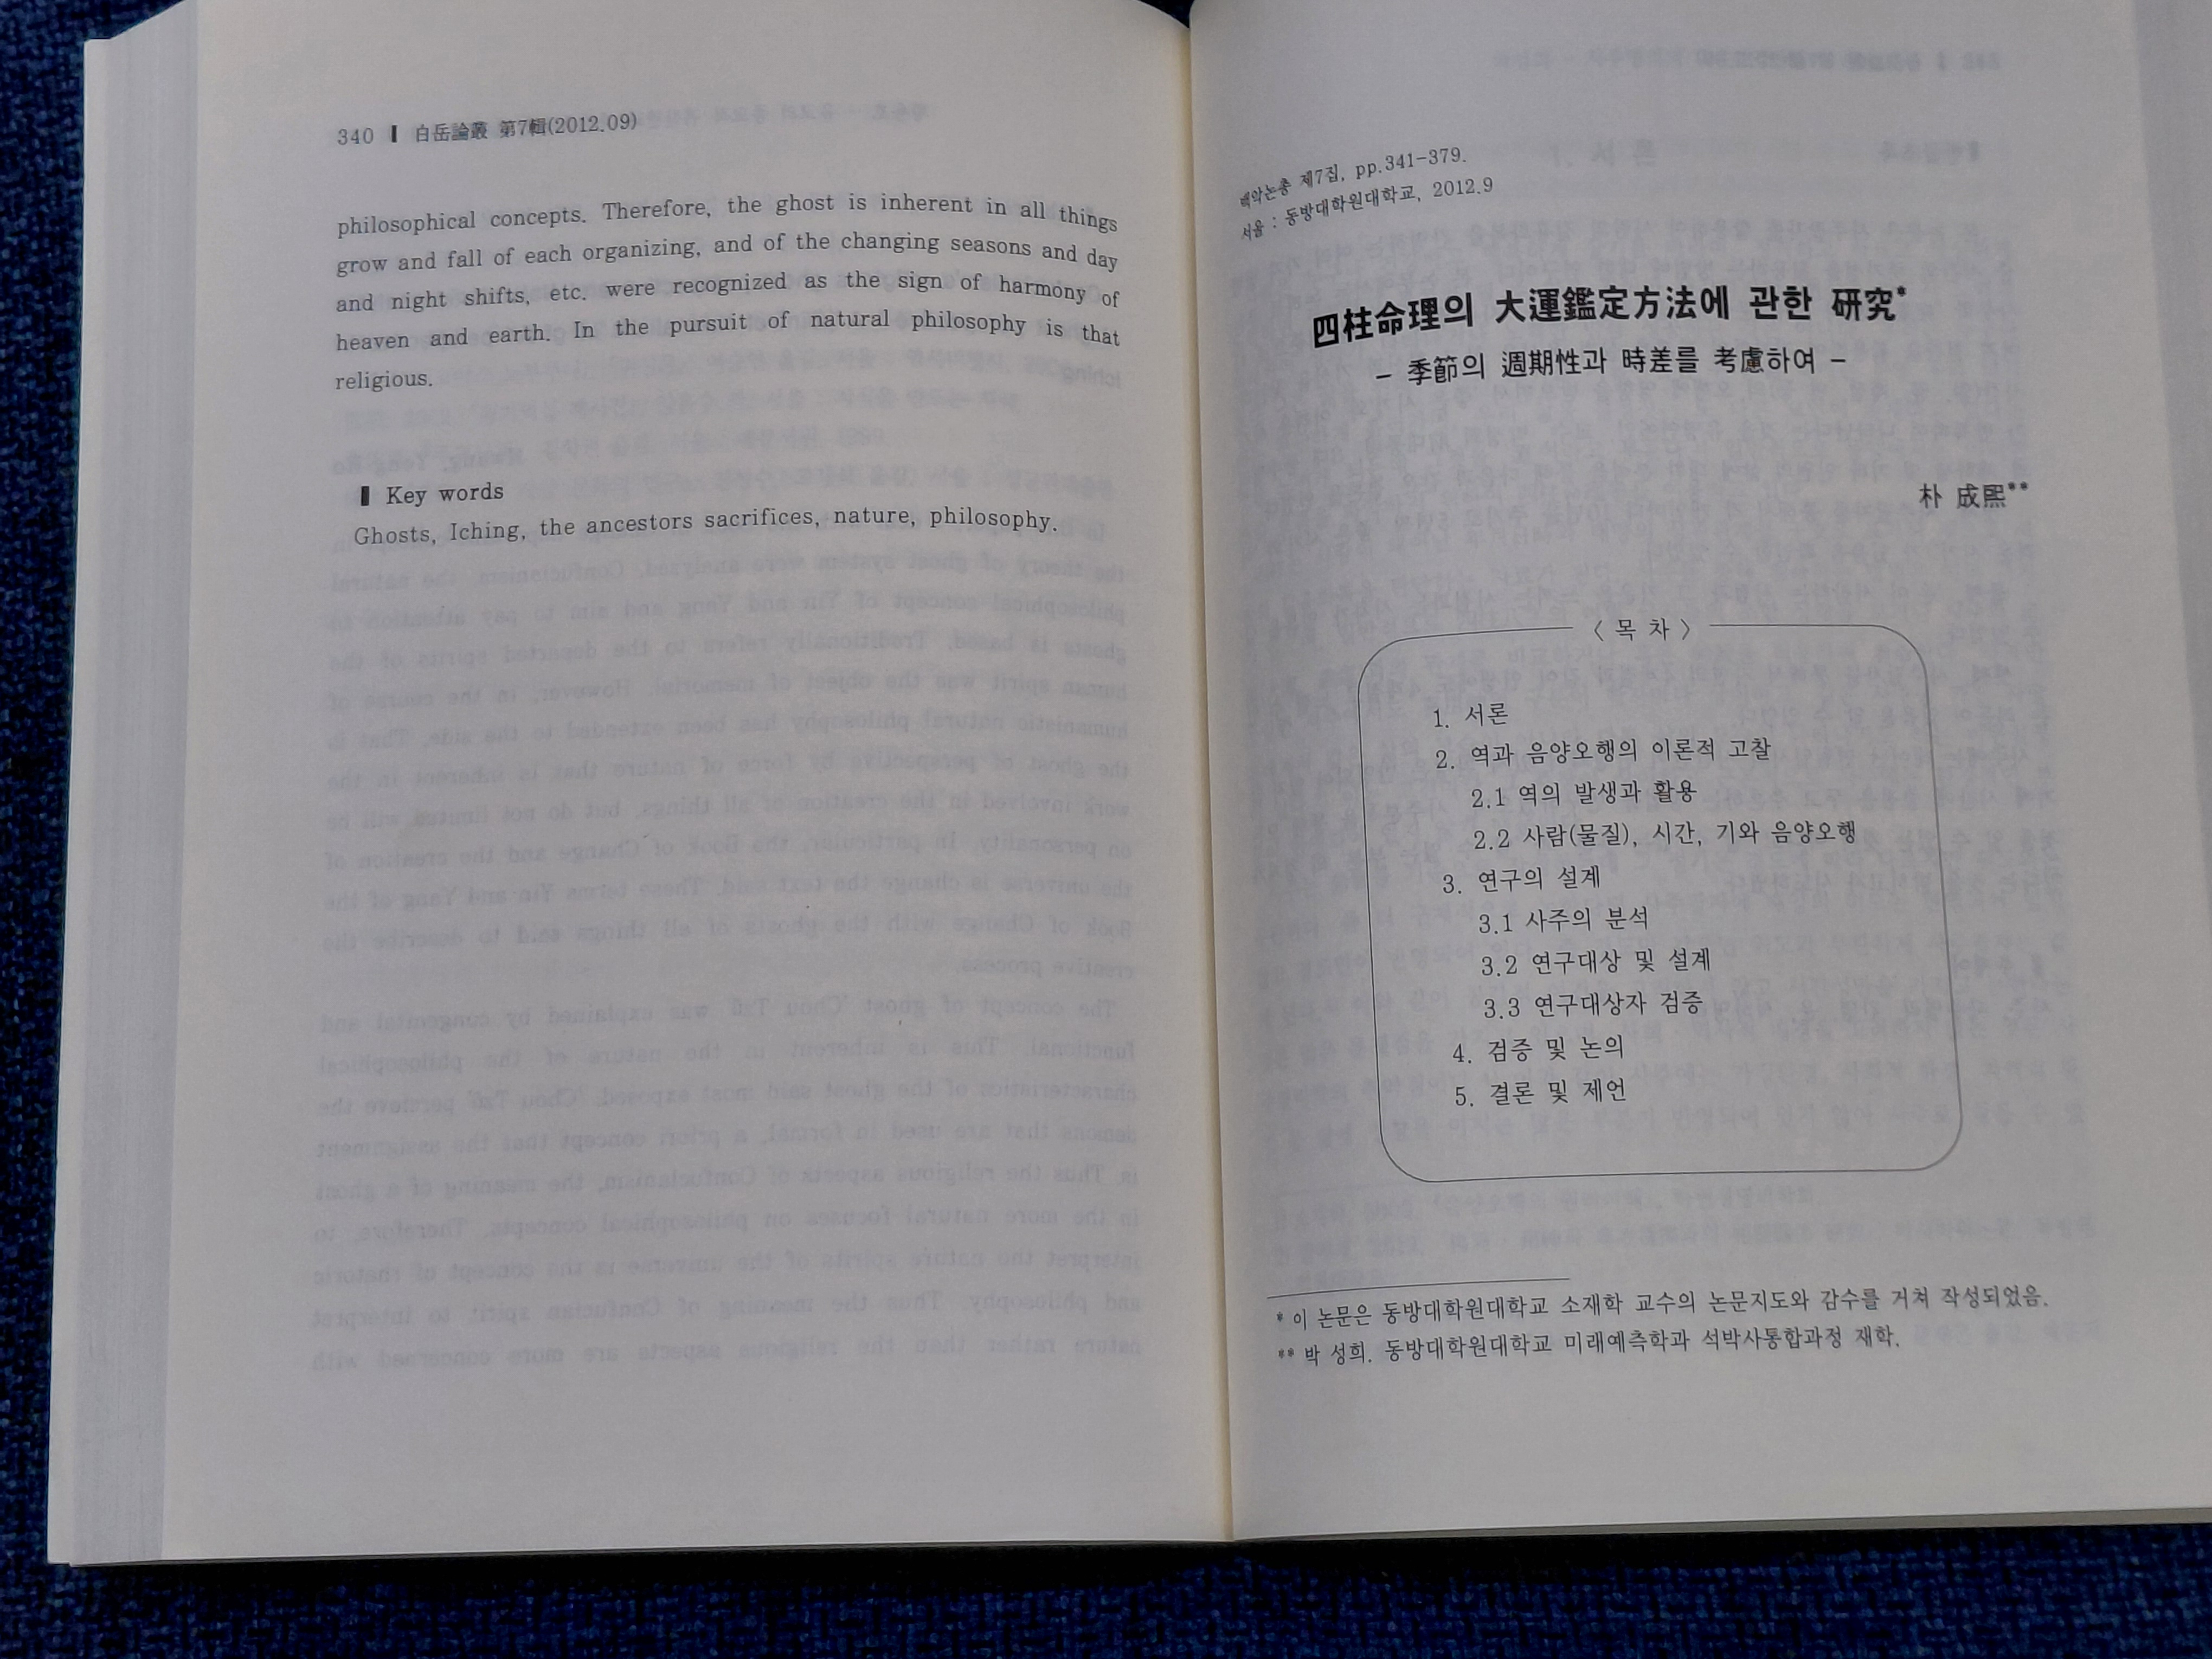 340 ▌ 白岳論叢 第7輯(2012.09)
philosophical concepts. Therefore, the ghost is inherent in all things
grow and fall of each organizing, and of the changing seasons and day
and night shifts, etc. were recognized as the sign of harmony of
heaven and earth. In the pursuit of natural philosophy is that
religious.
▌ Key words
Ghosts, Iching, the ancestors sacrifices, nature, philosophy.
백악논총 제7집, pp.341-379.
서울 : 동방대학원대학교, 2012.9
四柱命理의 大運鑑定方法에 관한 硏究*
- 季節의 週期性과 時差를 考慮하여 -
朴 成熙**
〈 목 차 〉
1. 서론
2. 역과 음양오행의 이론적 고찰
2.1 역의 발생과 활용
2.2 사람(물질), 시간, 기와 음양오행
3. 연구의 설계
3.1 사주의 분석
3.2 연구대상 및 설계
3.3 연구대상자 검증
4. 검증 및 논의
5. 결론 및 제언
* 이 논문은 동방대학원대학교 소재학 교수의 논문지도와 감수를 거쳐 작성되었음.
** 박 성희. 동방대학원대학교 미래예측학과 석박사통합과정 재학.